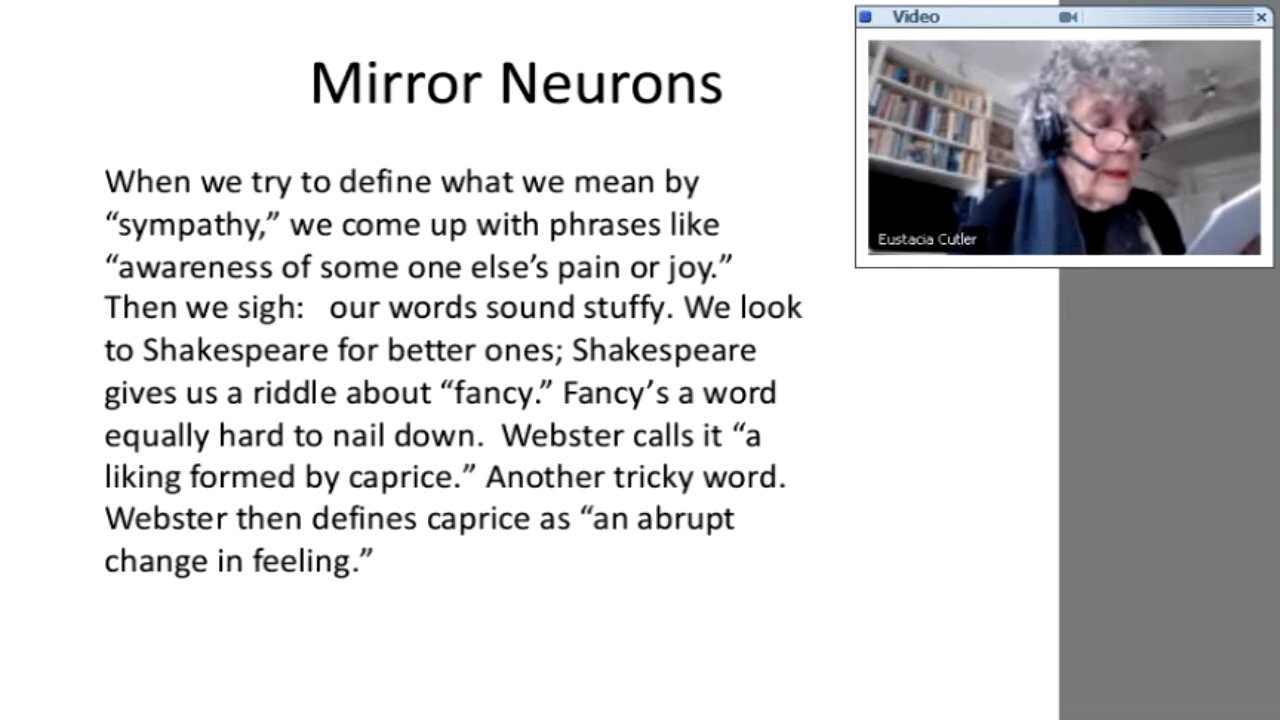 Mirror Neurons
When we try to define what we mean by
“sympathy,” we come up with phrases like
“awareness of some one else’s pain or joy.”
Then we sigh:   our words sound stuffy. We look
to Shakespeare for better ones; Shakespeare
gives us a riddle about “fancy.” Fancy’s a word
equally hard to nail down.  Webster calls it “a
liking formed by caprice.” Another tricky word.
Webster then defines caprice as “an abrupt
change in feeling.”
Video
Eustacia Cutler